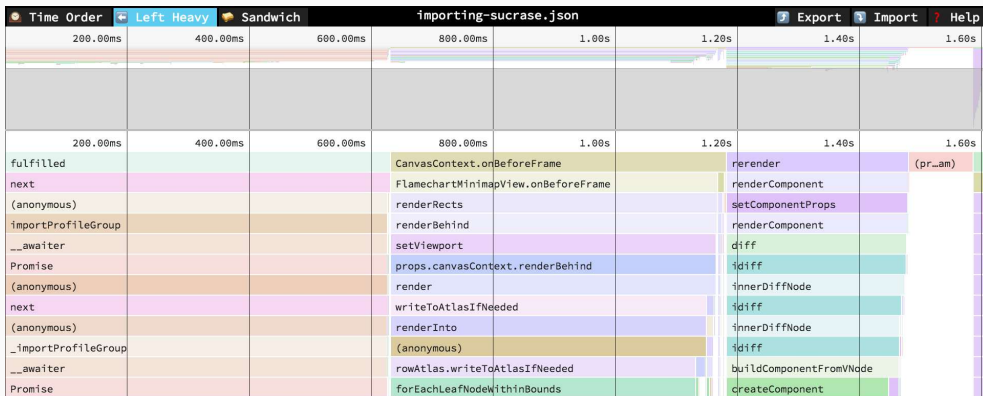 Time Order Left Heavy Sandwich importing-sucrase.json Export Import ? Help
200.00ms 400.00ms 600.00ms 800.00ms 1.00s 1.20s 1.40s 1.60s
200.00ms 400.00ms 600.00ms 800.00ms 1.00s 1.20s 1.40s 1.60s
fulfilled CanvasContext.onBeforeFrame rerender (pr…am)
next FlamechartMinimapView.onBeforeFrame renderComponent
(anonymous) renderRects setComponentProps
importProfileGroup renderBehind renderComponent
__awaiter setViewport diff
Promise props.canvasContext.renderBehind idiff
(anonymous) render innerDiffNode
next writeToAtlasIfNeeded idiff
(anonymous) renderInto innerDiffNode
_importProfileGroup (anonymous) idiff
__awaiter rowAtlas.writeToAtlasIfNeeded buildComponentFromVNode
Promise forEachLeafNodeWithinBounds createComponent